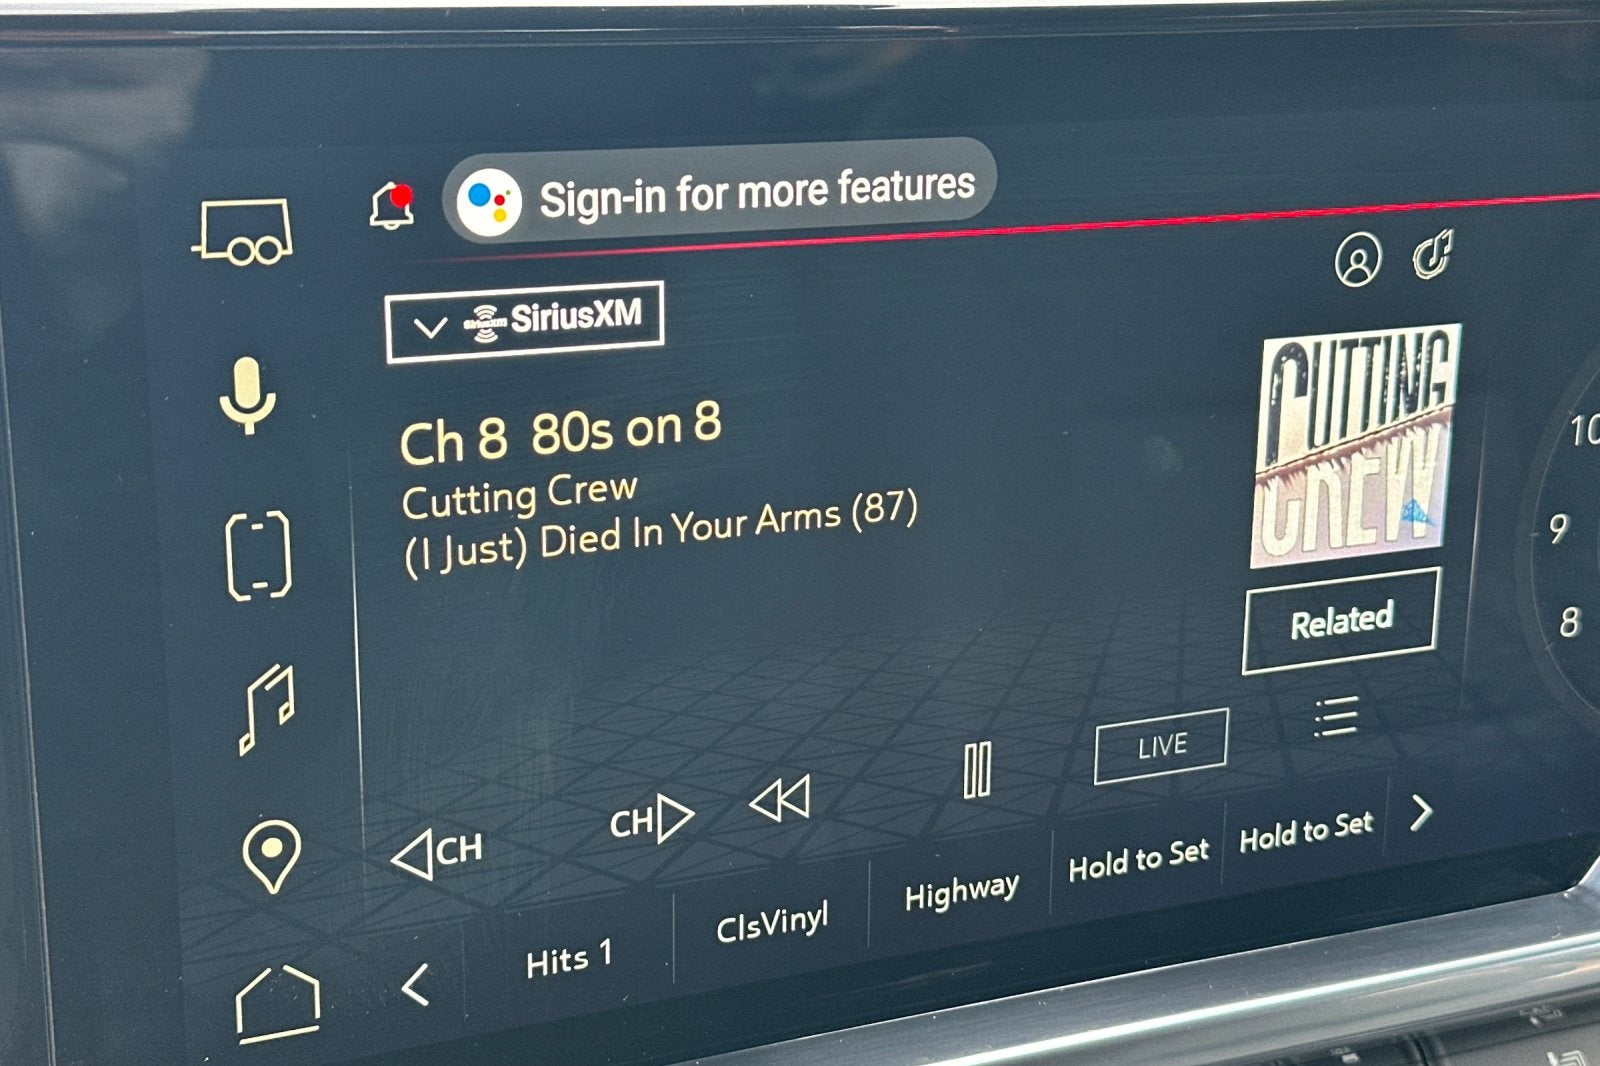 Sign-in for more features
SiriusXM SiriusXM
Ch 8 80s on 8
Cutting Crew
(I Just) Died In Your Arms (87)
CUTTING
CREW
Related
LIVE
CH
CH
Hits 1
ClsVinyl
Highway
Hold to Set
Hold to Set
10
9
8